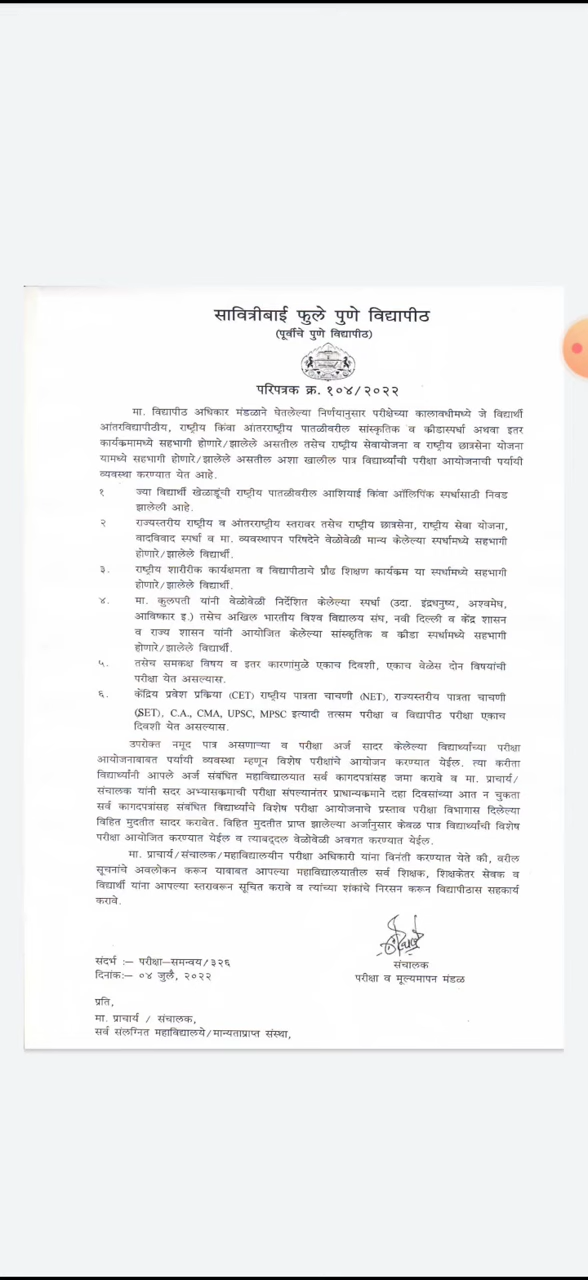 सावित्रीबाई फुले पुणे विद्यापीठ
(पूर्वीचे पुणे विद्यापीठ)
परिपत्रक क्र. १०४/२०२२
मा. विद्यापीठ अधिकार मंडळाने घेतलेल्या निर्णयानुसार परीक्षेच्या कालावधीमध्ये जे विद्यार्थी
आंतरविद्यापीठीय, राष्ट्रीय किंवा आंतरराष्ट्रीय पातळीवरील सांस्कृतिक व क्रीडास्पर्धा अथवा इतर
कार्यक्रमामध्ये सहभागी होणारे/झालेले असतील तसेच राष्ट्रीय सेवायोजना व राष्ट्रीय छात्रसेना योजना
यामध्ये सहभागी होणारे/झालेले असतील अशा खालील पात्र विद्यार्थ्यांची परीक्षा आयोजनाची पर्यायी
व्यवस्था करण्यात येत आहे.
१ ज्या विद्यार्थी खेळाडूंची राष्ट्रीय पातळीवरील आशियाई किंवा ऑलिंपिक स्पर्धासाठी निवड
झालेली आहे.
२ राज्यस्तरीय राष्ट्रीय व आंतरराष्ट्रीय स्तरावर तसेच राष्ट्रीय छात्रसेना, राष्ट्रीय सेवा योजना,
वादविवाद स्पर्धा व मा. व्यवस्थापन परिषदेने वेळोवेळी मान्य केलेल्या स्पर्धामध्ये सहभागी
होणारे/झालेले विद्यार्थी.
३. राष्ट्रीय शारीरीक कार्यक्षमता व विद्यापीठाचे प्रौढ शिक्षण कार्यकम या स्पर्धामध्ये सहभागी
होणारे/झालेले विद्यार्थी.
४. मा. कुलपती यांनी वेळोवेळी निर्देशित केलेल्या स्पर्धा (उदा. इंद्रधनुष्य, अश्वमेघ,
आविष्कार इ.) तसेच अखिल भारतीय विश्व विद्यालय संघ, नवी दिल्ली व केंद्र शासन
व राज्य शासन यांनी आयोजित केलेल्या सांस्कृतिक व क्रीडा स्पर्धामध्ये सहभागी
होणारे/झालेले विद्यार्थी.
५. तसेच समकक्ष विषय व इतर कारणांमुळे एकाच दिवशी, एकाच वेळेस दोन विषयांची
परीक्षा येत असल्यास.
६. केंद्रिय प्रवेश प्रकिया (CET) राष्ट्रीय पात्रता चाचणी (NET), राज्यस्तरीय पात्रता चाचणी
(SET), C.A., CMA, UPSC, MPSC इत्यादी तत्सम परीक्षा व विद्यापीठ परीक्षा एकाच
दिवशी येत असल्यास.
उपरोक्त नमूद पात्र असणाऱ्या व परीक्षा अर्ज सादर केलेल्या विद्यार्थ्यांच्या परीक्षा
आयोजनाबाबत पर्यायी व्यवस्था म्हणून विशेष परीक्षांचे आयोजन करण्यात येईल. त्या करीता
विद्यार्थ्यांनी आपले अर्ज संबंधित महाविद्यालयात सर्व कागदपत्रांसह जमा करावे व मा. प्राचार्य/
संचालक यांनी सदर अभ्यासक्रमाची परीक्षा संपल्यानंतर प्राधान्यक्रमाने दहा दिवसांच्या आत न चुकता
सर्व कागदपत्रांसह संबंधित विद्यार्थ्यांचे विशेष परीक्षा आयोजनाचे प्रस्ताव परीक्षा विभागास दिलेल्या
विहित मुदतीत सादर करावेत. विहित मुदतीत प्राप्त झालेल्या अर्जानुसार केवळ पात्र विद्यार्थ्यांची विशेष
परीक्षा आयोजित करण्यात येईल व त्याबद्दल वेळोवेळी अवगत करण्यात येईल.
मा. प्राचार्य/संचालक/महाविद्यालयीन परीक्षा अधिकारी यांना विनंती करण्यात येते की, वरील
सूचनांचे अवलोकन करून याबाबत आपल्या महाविद्यालयातील सर्व शिक्षक, शिक्षकेतर सेवक व
विद्यार्थी यांना आपल्या स्तरावरून सूचित करावे व त्यांच्या शंकांचे निरसन करून विद्यापीठास सहकार्य
करावे.
संचालक
परीक्षा व मूल्यमापन मंडळ
संदर्भ :– परीक्षा–समन्वय/३२६
दिनांक:– ०४ जुलै, २०२२
प्रति,
मा. प्राचार्य / संचालक,
सर्व संलग्नित महाविद्यालये/मान्यताप्राप्त संस्था,